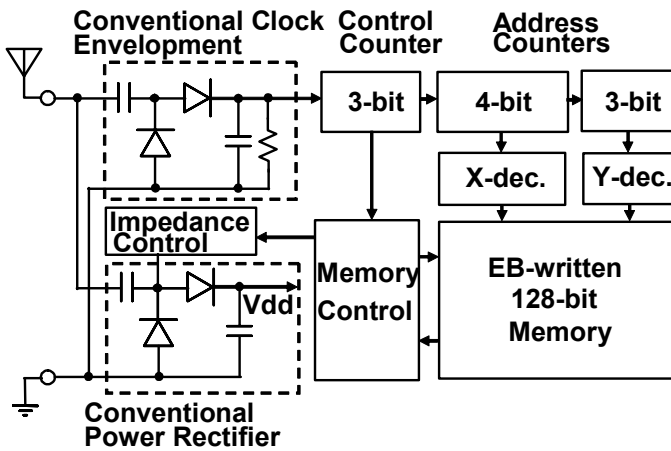 Conventional Clock
Envelopment
Control
Counter
Address
Counters
3-bit
4-bit
3-bit
X-dec.
Y-dec.
Impedance
Control
Memory
Control
EB-written
128-bit
Memory
Vdd
Conventional
Power Rectifier